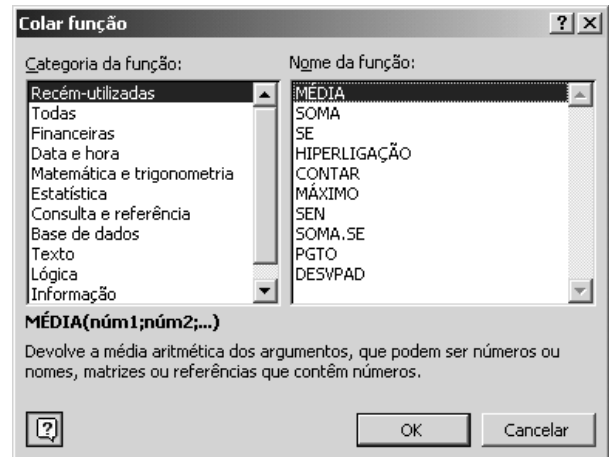 Colar função
Categoria da função:
Recém-utilizadas
Todas
Financeiras
Data e hora
Matemática e trigonometria
Estatística
Consulta e referência
Base de dados
Texto
Lógica
Informação
Nome da função:
MÉDIA
SOMA
SE
HIPERLIGAÇÃO
CONTAR
MÁXIMO
SEN
SOMA.SE
PGTO
DESVPAD
MÉDIA(núm1;núm2;...)
Devolve a média aritmética dos argumentos, que podem ser números ou
nomes, matrizes ou referências que contêm números.
OK
Cancelar